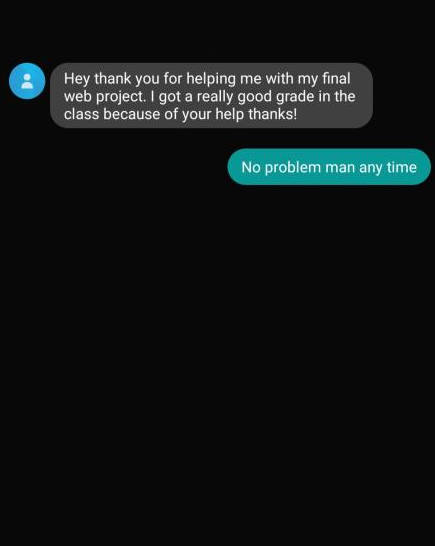 Hey thank you for helping me with my final
web project. I got a really good grade in the
class because of your help thanks!
No problem man any time